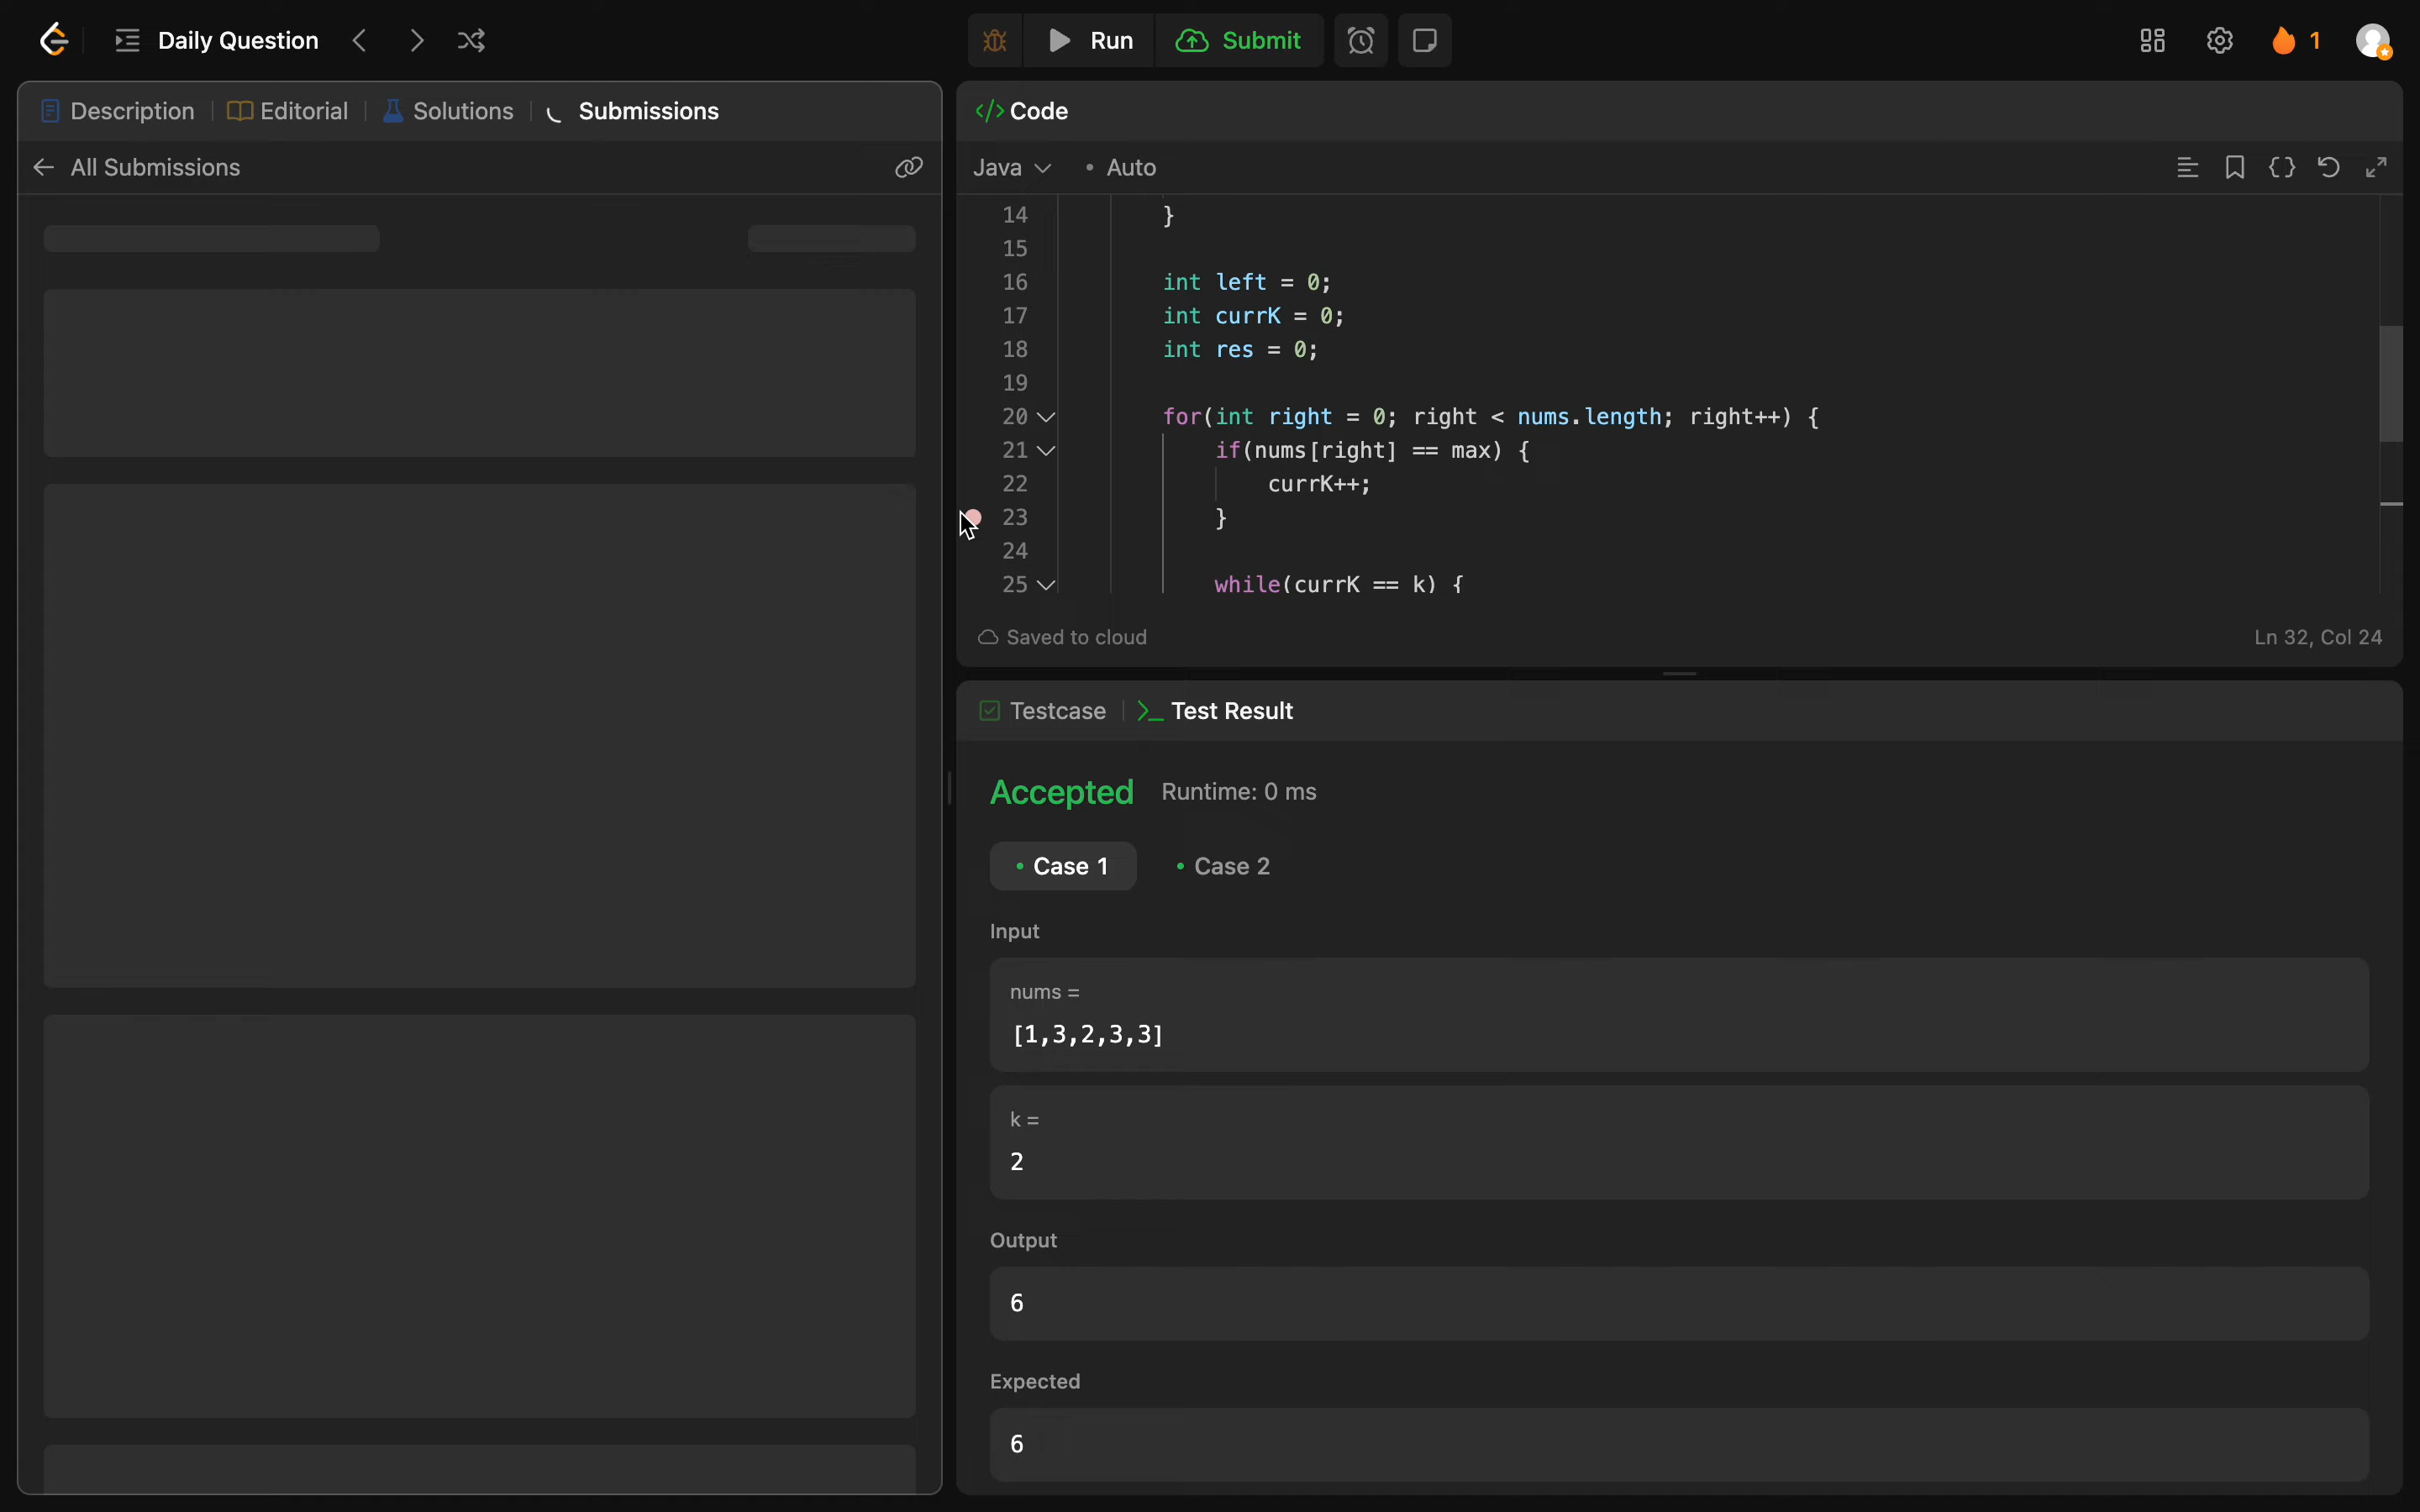 Daily Question
Run
Submit
1
Description
Editorial
Solutions
Submissions
All Submissions
</> Code
Java
• Auto
14 }
15
16 int left = 0;
17 int currK = 0;
18 int res = 0;
19
20 for(int right = 0; right < nums.length; right++) {
21 if(nums[right] == max) {
22 currK++;
23 }
24
25 while(currK == k) {
Saved to cloud
Ln 32, Col 24
Testcase
>_ Test Result
Accepted Runtime: 0 ms
• Case 1
• Case 2
Input
nums =
[1,3,2,3,3]
k =
2
Output
6
Expected
6